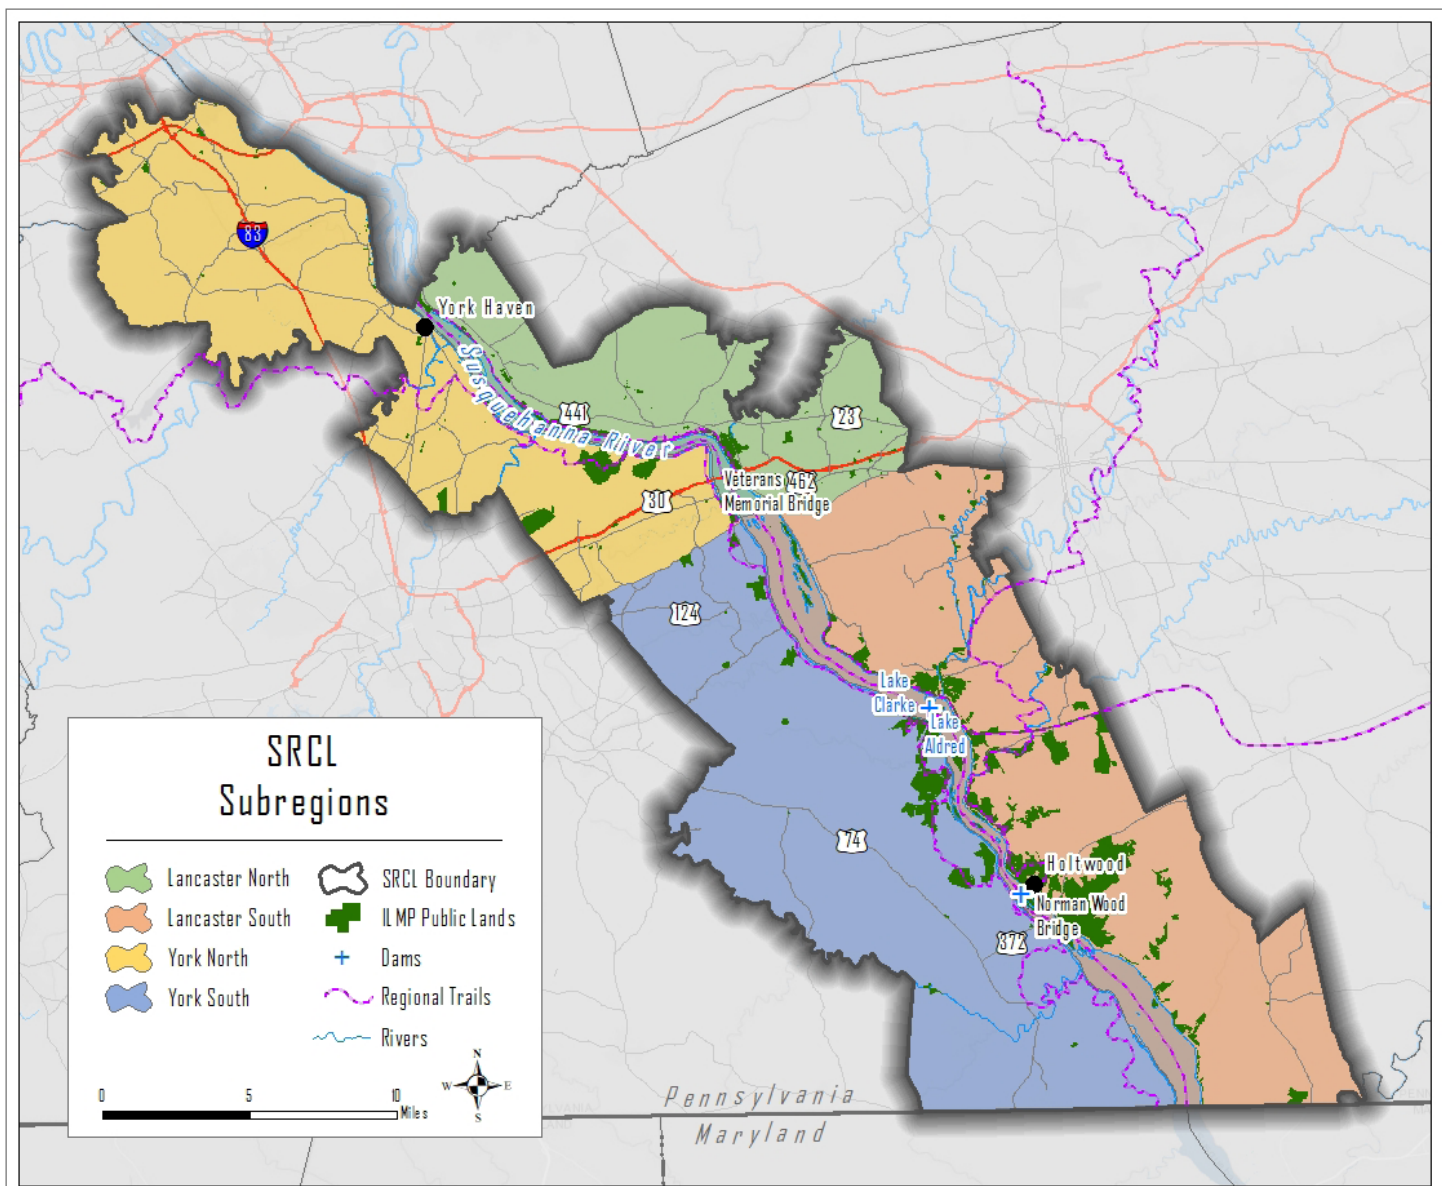 83
York Haven
Susquehanna River
441
23
462
Veterans
Memorial Bridge
30
124
Lake
Clarke
Lake
Aldred
74
Holtwood
Norman Wood
Bridge
372
SRCL
Subregions
Lancaster North
Lancaster South
York North
York South
SRCL Boundary
ILMP Public Lands
Dams
Regional Trails
Rivers
N
W
E
S
0
5
10
Miles
Pennsylvania
Maryland